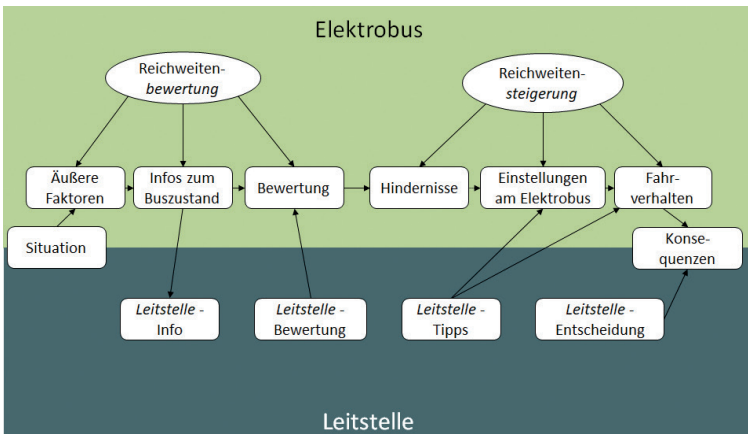 Elektrobus
Reichweiten-
bewertung
Reichweiten-
steigerung
Äußere
Faktoren
Infos zum
Buszustand
Bewertung
Hindernisse
Einstellungen
am Elektrobus
Fahr-
verhalten
Situation
Konse-
quenzen
Leitstelle -
Info
Leitstelle -
Bewertung
Leitstelle -
Tipps
Leitstelle -
Entscheidung
Leitstelle